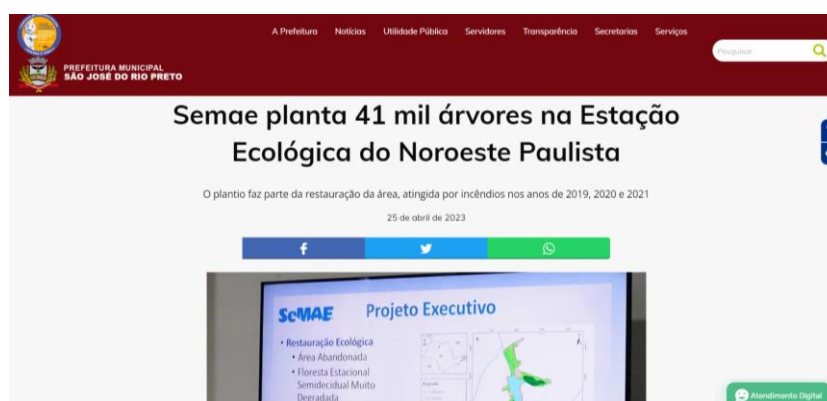 A Prefeitura Notícias Utilidade Pública Servidores Transparência Secretarias Serviços
Pesquisar
PREFEITURA MUNICIPAL
SÃO JOSÉ DO RIO PRETO
Semae planta 41 mil árvores na Estação
Ecológica do Noroeste Paulista
O plantio faz parte da restauração da área, atingida por incêndios nos anos de 2019, 2020 e 2021
25 de abril de 2023
SeMAE Projeto Executivo
• Restauração Ecológica
• Área Abandonada
• Floresta Estacional
Semidecidual Muito
Degradada
Atendimento Digital